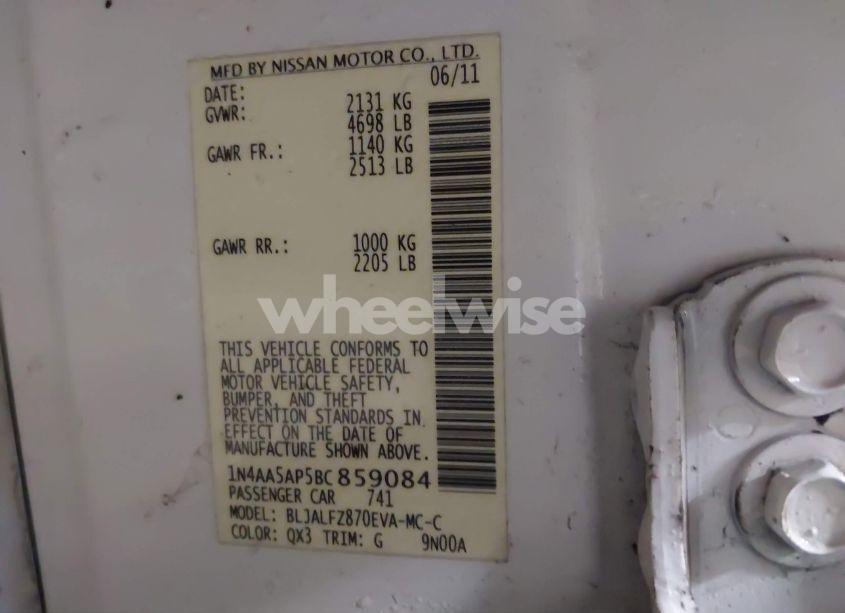 MFD BY NISSAN MOTOR CO., LTD.
DATE: 06/11
GVWR: 2131 KG
4698 LB
GAWR FR.: 1140 KG
2513 LB
GAWR RR.: 1000 KG
2205 LB
wheelwise
THIS VEHICLE CONFORMS TO
ALL APPLICABLE FEDERAL
MOTOR VEHICLE SAFETY,
BUMPER, AND THEFT
PREVENTION STANDARDS IN
EFFECT ON THE DATE OF
MANUFACTURE SHOWN ABOVE.
1N4AA5AP5BC859084
PASSENGER CAR 741
MODEL: BLJALFZ870EVA-MC-C
COLOR: QX3 TRIM: G 9N00A